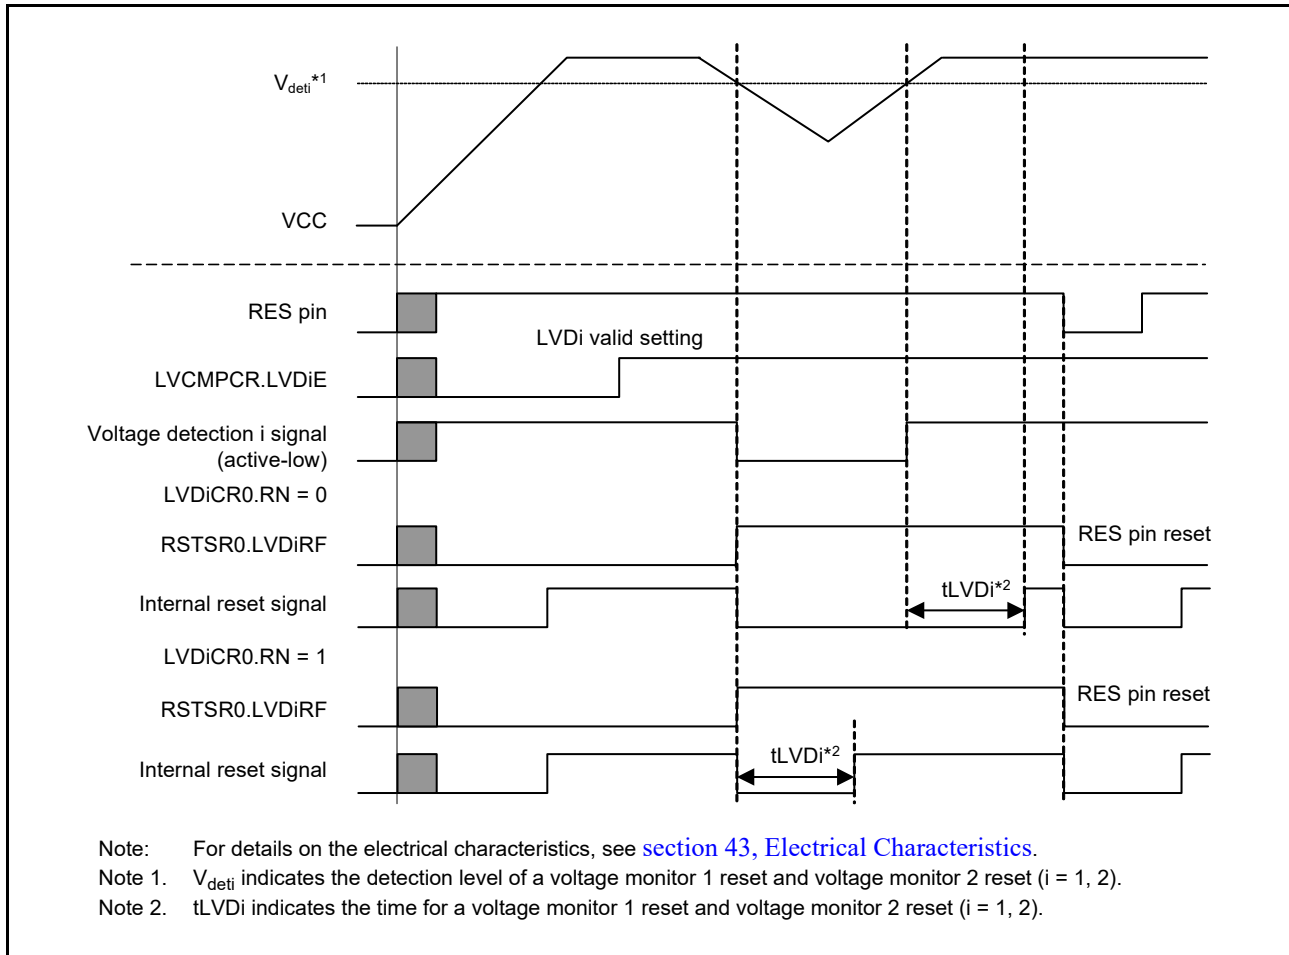 Vdeti*1
VCC
RES pin
LVDi valid setting
LVCMPCR.LVDiE
Voltage detection i signal
(active-low)
LVDiCR0.RN = 0
RSTSR0.LVDiRF
RES pin reset
tLVDi*2
Internal reset signal
LVDiCR0.RN = 1
RSTSR0.LVDiRF
RES pin reset
tLVDi*2
Internal reset signal
Note: For details on the electrical characteristics, see section 43, Electrical Characteristics.
Note 1. Vdeti indicates the detection level of a voltage monitor 1 reset and voltage monitor 2 reset (i = 1, 2).
Note 2. tLVDi indicates the time for a voltage monitor 1 reset and voltage monitor 2 reset (i = 1, 2).